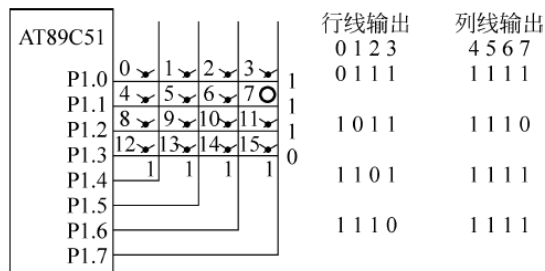 AT89C51
P1.0
P1.1
P1.2
P1.3
P1.4
P1.5
P1.6
P1.7
0 1 2 3 1
4 5 6 7 1
8 9 10 11 1
12 13 14 15 0
1 1 1 1
行线输出 列线输出
0 1 2 3 4 5 6 7
0 1 1 1 1 1 1 1
1 0 1 1 1 1 1 0
1 1 0 1 1 1 1 1
1 1 1 0 1 1 1 1